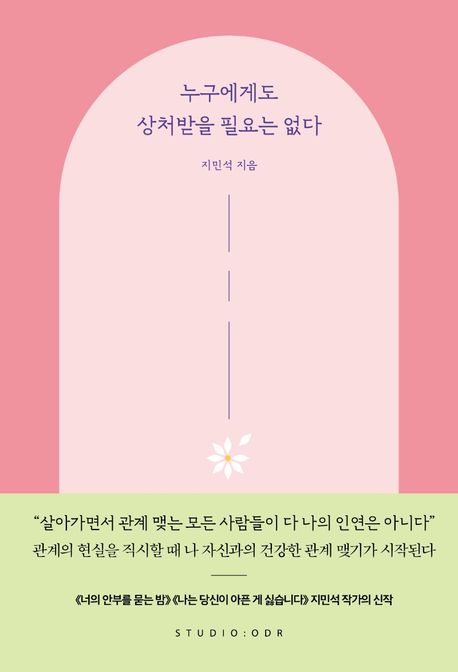 누구에게도
상처받을 필요는 없다
지민석 지음
“살아가면서 관계 맺는 모든 사람들이 다 나의 인연은 아니다”
관계의 현실을 직시할 때 나 자신과의 건강한 관계 맺기가 시작된다
《너의 안부를 묻는 밤》《나는 당신이 아픈 게 싫습니다》 지민석 작가의 신작
STUDIO:ODR